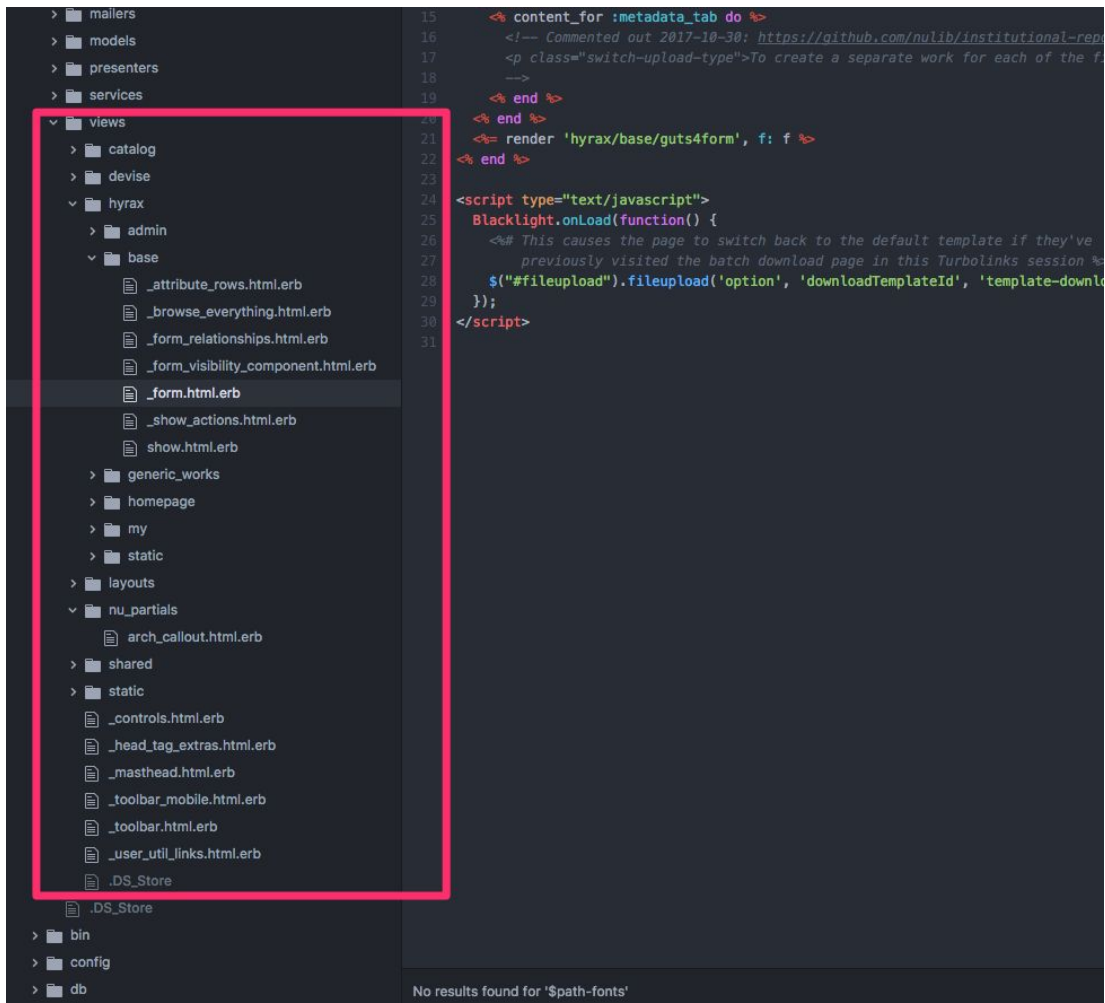 mailers
models
presenters
services
views
catalog
devise
hyrax
admin
base
_attribute_rows.html.erb
_browse_everything.html.erb
_form_relationships.html.erb
_form_visibility_component.html.erb
_form.html.erb
_show_actions.html.erb
show.html.erb
generic_works
homepage
my
static
layouts
nu_partials
arch_callout.html.erb
shared
static
_controls.html.erb
_head_tag_extras.html.erb
_masthead.html.erb
_toolbar_mobile.html.erb
_toolbar.html.erb
_user_util_links.html.erb
.DS_Store
.DS_Store
bin
config
db
15 <% content_for :metadata_tab do %>
16 <!-- Commented out 2017-10-30: https://github.com/nulib/institutional-repo
17 <p class="switch-upload-type">To create a separate work for each of the fi
18 -->
19 <% end %>
20 <% end %>
21 <%= render 'hyrax/base/guts4form', f: f %>
22 <% end %>
23
24 <script type="text/javascript">
25 Blacklight.onLoad(function() {
26 <%# This causes the page to switch back to the default template if they've
27 previously visited the batch download page in this Turbolinks session %>
28 $("#fileupload").fileupload('option', 'downloadTemplateId', 'template-downlo
29 });
30 </script>
31
No results found for '$path-fonts'